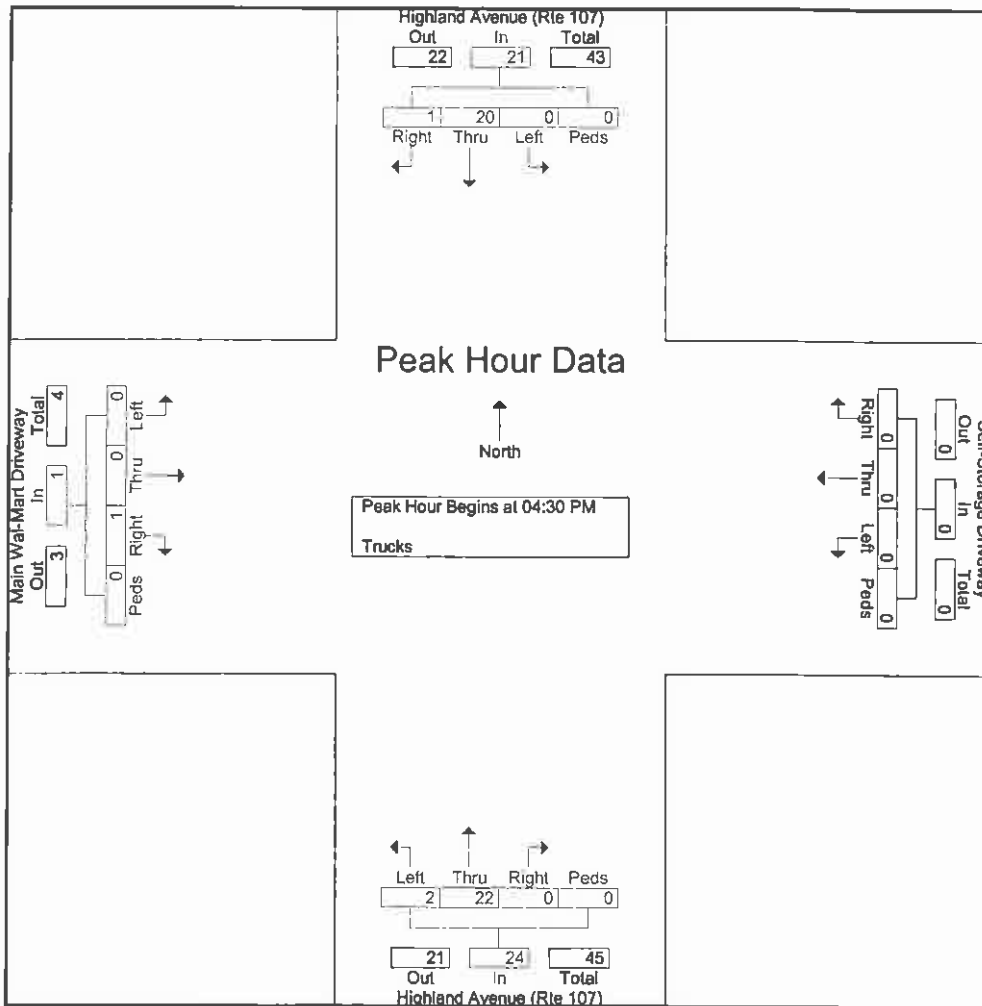 Highland Avenue (Rte 107)
Out In Total
22 21 43
1 20 0 0
Right Thru Left Peds
Peak Hour Data
North
Peak Hour Begins at 04:30 PM
Trucks
Main Wal-Mart Driveway
Out In Total
3 1 4
0 0 1 0
Left Thru Right Peds
Storage Driveway
Out In Total
0 0 0
0 0 0 0
Right Thru Left Peds
Left Thru Right Peds
2 22 0 0
21 24 45
Out In Total
Highland Avenue (Rte 107)